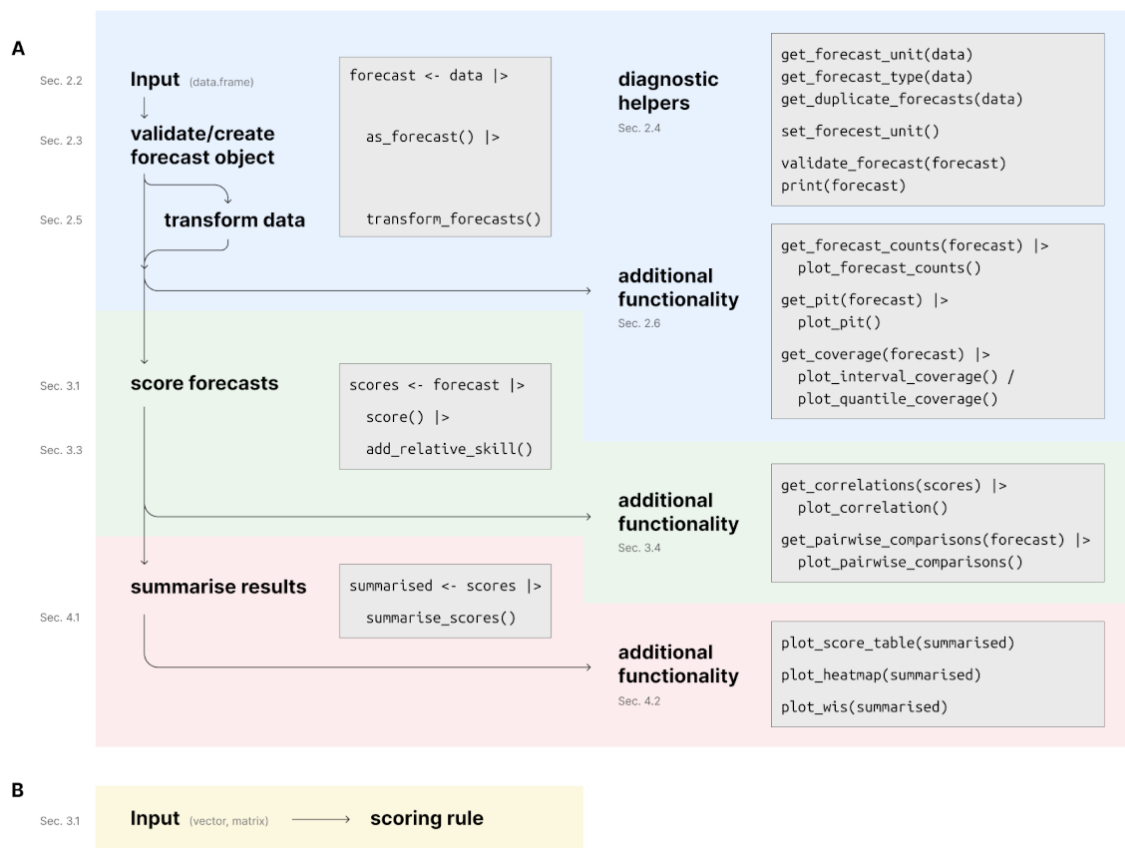 A
Sec. 2.2
Input (data.frame)
forecast <- data |>
Sec. 2.3
validate/create
forecast object
as_forecast() |>
Sec. 2.5
transform data
transform_forecasts()
diagnostic
helpers
Sec. 2.4
get_forecast_unit(data)
get_forecast_type(data)
get_duplicate_forecasts(data)
set_forecest_unit()
validate_forecast(forecast)
print(forecast)
additional
functionality
Sec. 2.6
get_forecast_counts(forecast) |>
plot_forecast_counts()
get_pit(forecast) |>
plot_pit()
get_coverage(forecast) |>
plot_interval_coverage() /
plot_quantile_coverage()
Sec. 3.1
score forecasts
scores <- forecast |>
score() |>
Sec. 3.3
add_relative_skill()
additional
functionality
Sec. 3.4
get_correlations(scores) |>
plot_correlation()
get_pairwise_comparisons(forecast) |>
plot_pairwise_comparisons()
summarise results
summarised <- scores |>
Sec. 4.1
summarise_scores()
additional
functionality
Sec. 4.2
plot_score_table(summarised)
plot_heatmap(summarised)
plot_wis(summarised)
B
Sec. 3.1
Input (vector, matrix)
scoring rule